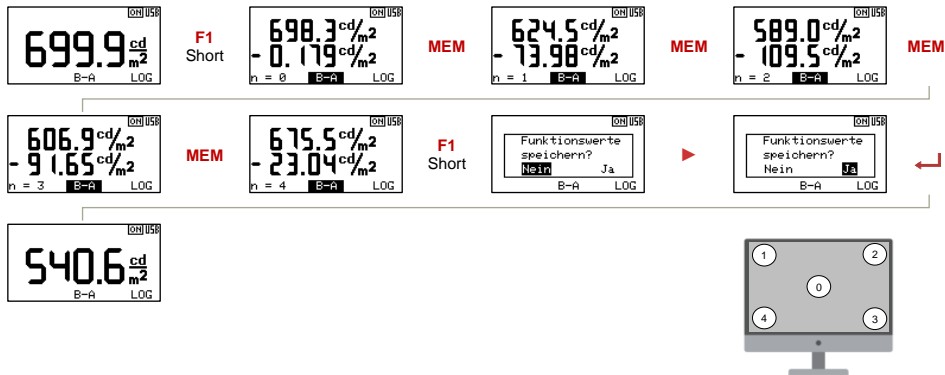 ON USB
699.9 cd/m2
B-A LOG
F1
Short
ON USB
698.3 cd/m2
- 0.179 cd/m2
n = 0 B-A LOG
MEM
ON USB
624.5 cd/m2
- 73.98 cd/m2
n = 1 B-A LOG
MEM
ON USB
589.0 cd/m2
- 109.5 cd/m2
n = 2 B-A LOG
MEM
ON USB
606.9 cd/m2
- 91.65 cd/m2
n = 3 B-A LOG
MEM
ON USB
675.5 cd/m2
- 23.04 cd/m2
n = 4 B-A LOG
F1
Short
ON USB
Funktionswerte
speichern?
Nein Ja
B-A LOG
ON USB
Funktionswerte
speichern?
Nein Ja
B-A LOG
ON USB
540.6 cd/m2
B-A LOG
1 2
0
4 3